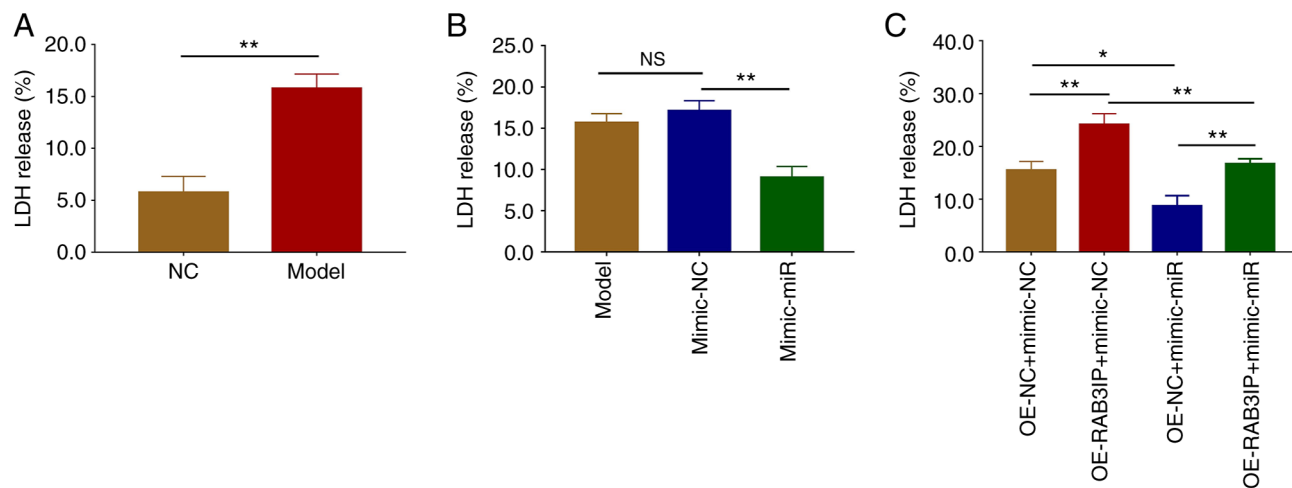 A
LDH release (%)
20.0
15.0
10.0
5.0
0.0
**
NC
Model
B
LDH release (%)
25.0
20.0
15.0
10.0
5.0
0.0
NS
**
Model
Mimic-NC
Mimic-miR
C
LDH release (%)
40.0
30.0
20.0
10.0
0.0
*
**
**
**
OE-NC+mimic-NC
OE-RAB3IP+mimic-NC
OE-NC+mimic-miR
OE-RAB3IP+mimic-miR